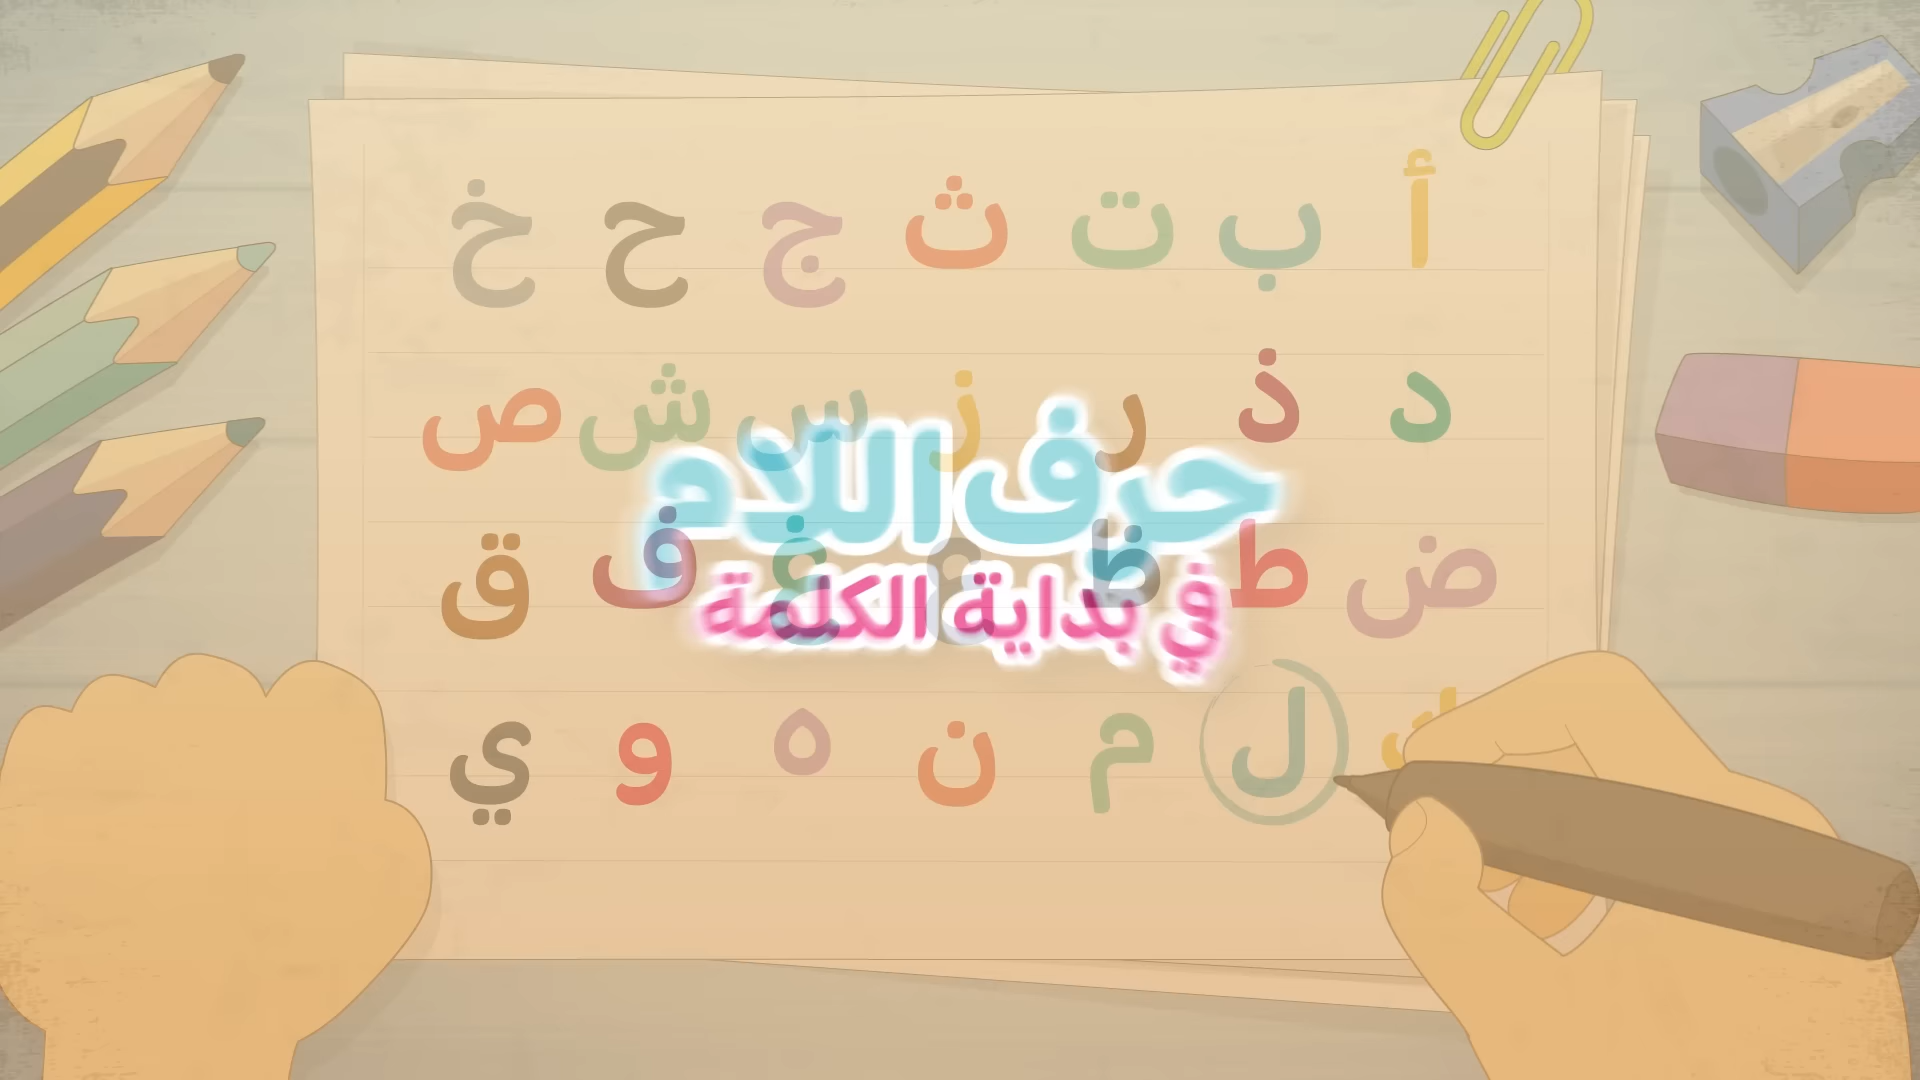 أ ب ت ث ج ح خ
د ذ ر ز س ش ص
حرف اللام
ض ط ظ ع غ ف ق
في بداية الكلمة
ك ل م ن ه و ي